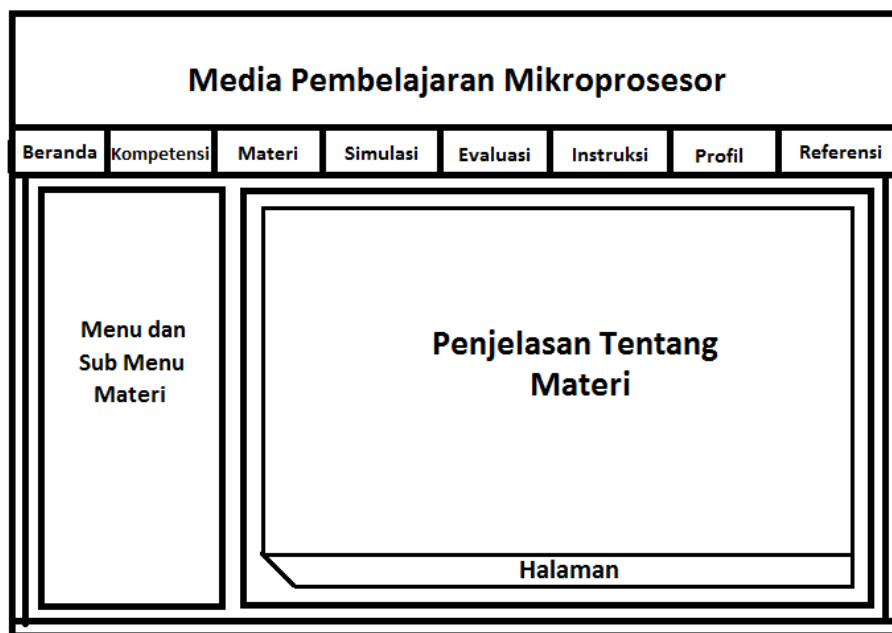 Media Pembelajaran Mikroprosesor
Beranda Kompetensi Materi Simulasi Evaluasi Instruksi Profil Referensi
Menu dan
Sub Menu
Materi
Penjelasan Tentang
Materi
Halaman